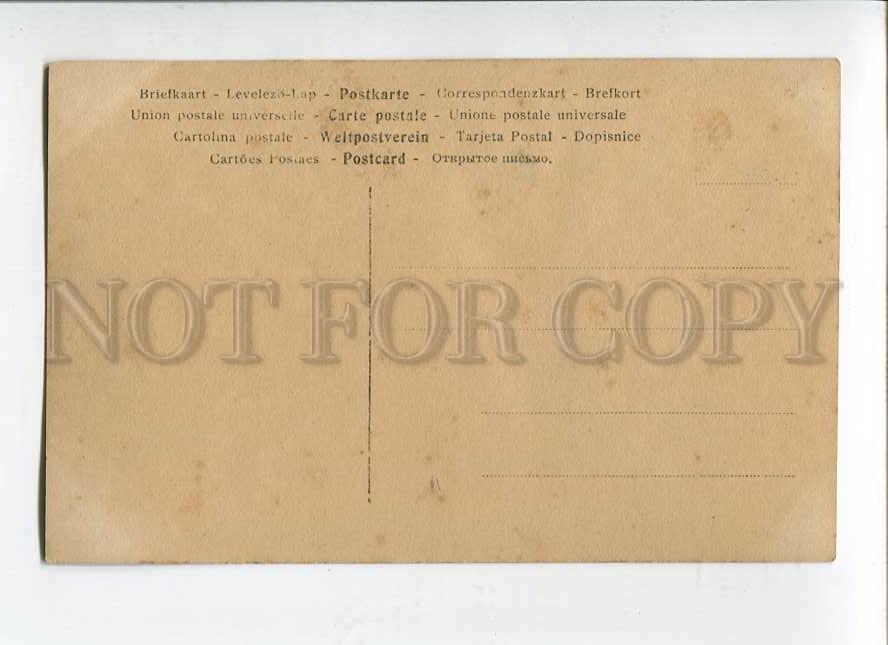 Briefkaart - Levelező-Lap - Postkarte - Correspondenzkart - Brefkort
Union postale universelle - Carte postale - Unione postale universale
Cartolina postale - Weltpostverein - Tarjeta Postal - Dopisnice
Cartões Postaes - Postcard - Открытое письмо.
NOT FOR COPY